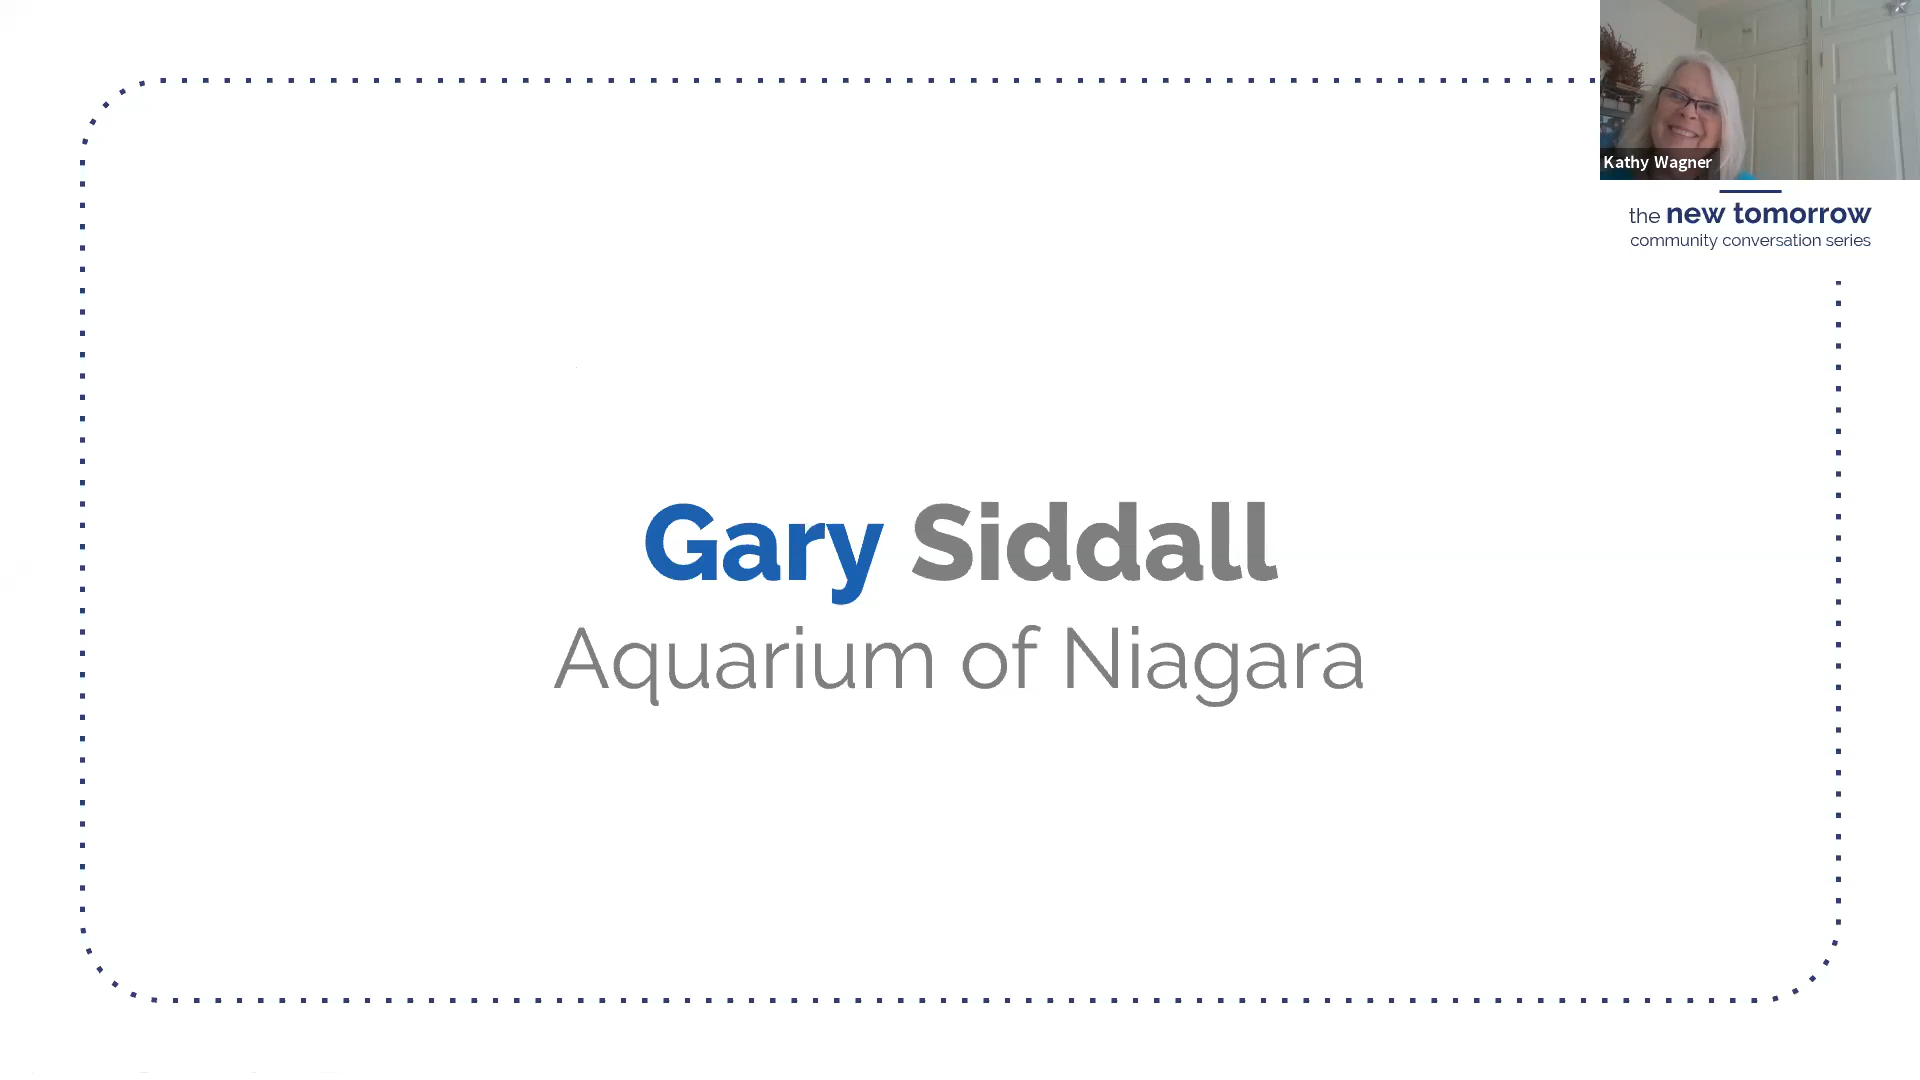 Kathy Wagner
the new tomorrow
community conversation series
Gary Siddall
Aquarium of Niagara